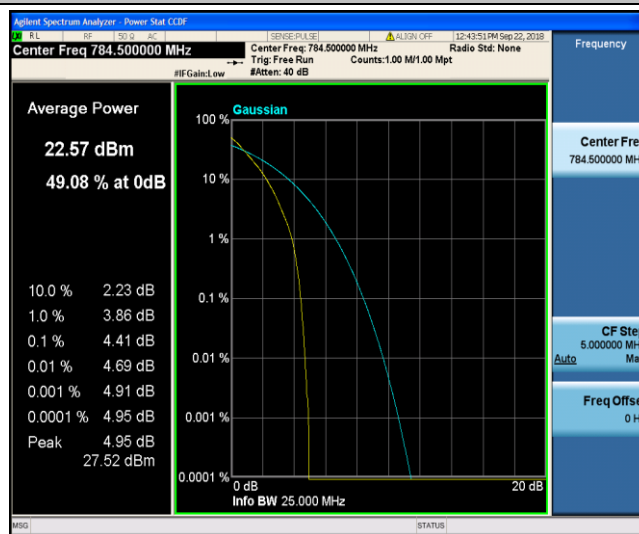 Agilent Spectrum Analyzer - Power Stat CCDF
RL RF 50 Ω AC SENSE:PULSE ALIGN OFF 12:43:51 PM Sep 22, 2018
Center Freq 784.500000 MHz
Center Freq: 784.500000 MHz Radio Std: None
Trig: Free Run Counts:1.00 M/1.00 Mpt
#IFGain:Low #Atten: 40 dB
Frequency
Average Power
22.57 dBm
49.08 % at 0dB
10.0 % 2.23 dB
1.0 % 3.86 dB
0.1 % 4.41 dB
0.01 % 4.69 dB
0.001 % 4.91 dB
0.0001 % 4.95 dB
Peak 4.95 dB
27.52 dBm
Gaussian
100 %
10 %
1 %
0.1 %
0.01 %
0.001 %
0.0001 %
0 dB 20 dB
Info BW 25.000 MHz
Center Fre
784.500000 MH
CF Ste
5.000000 MH
Auto Ma
Freq Offse
0 H
MSG STATUS